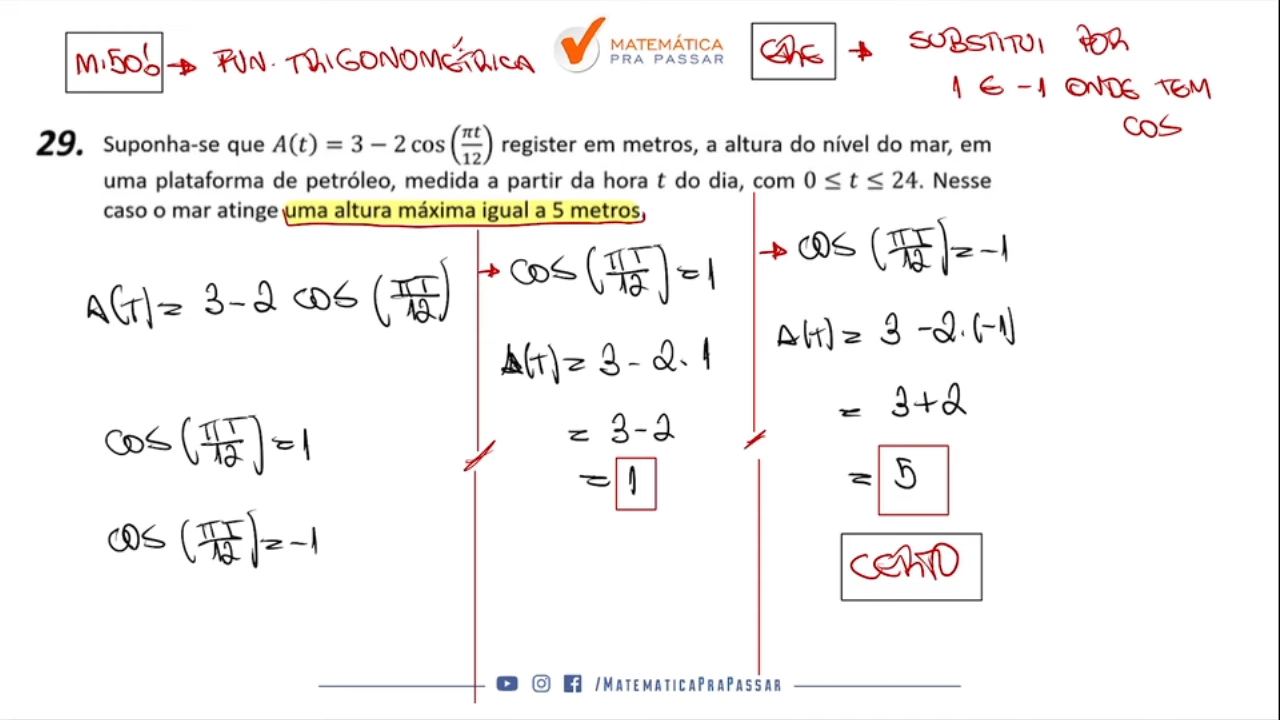 M.50! → FUN. TRIGONOMÉTRICA
MATEMÁTICA
PRA PASSAR
→ SUBSTITUI POR
1 E -1 ONDE TEM
COS
29. Suponha-se que A(t) = 3 − 2 cos (πt/12) register em metros, a altura do nível do mar, em
uma plataforma de petróleo, medida a partir da hora t do dia, com 0 ≤ t ≤ 24. Nesse
caso o mar atinge uma altura máxima igual a 5 metros,
A(T) = 3 - 2 COS (πT/12)
COS (πT/12) = 1
COS (πT/12) = -1
→ COS (πT/12) = 1
A(T) = 3 - 2 . 1
= 3 - 2
= 1
→ COS (πT/12) = -1
A(T) = 3 - 2 . (-1)
= 3 + 2
= 5
CERTO
/MATEMATICAPRAPASSAR